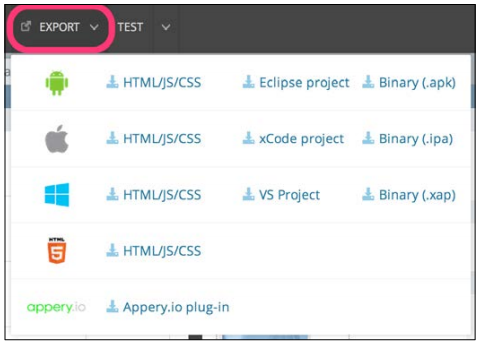 EXPORT TEST
HTML/JS/CSS Eclipse project Binary (.apk)
HTML/JS/CSS xCode project Binary (.ipa)
HTML/JS/CSS VS Project Binary (.xap)
HTML
5 HTML/JS/CSS
appery.io Appery.io plug-in